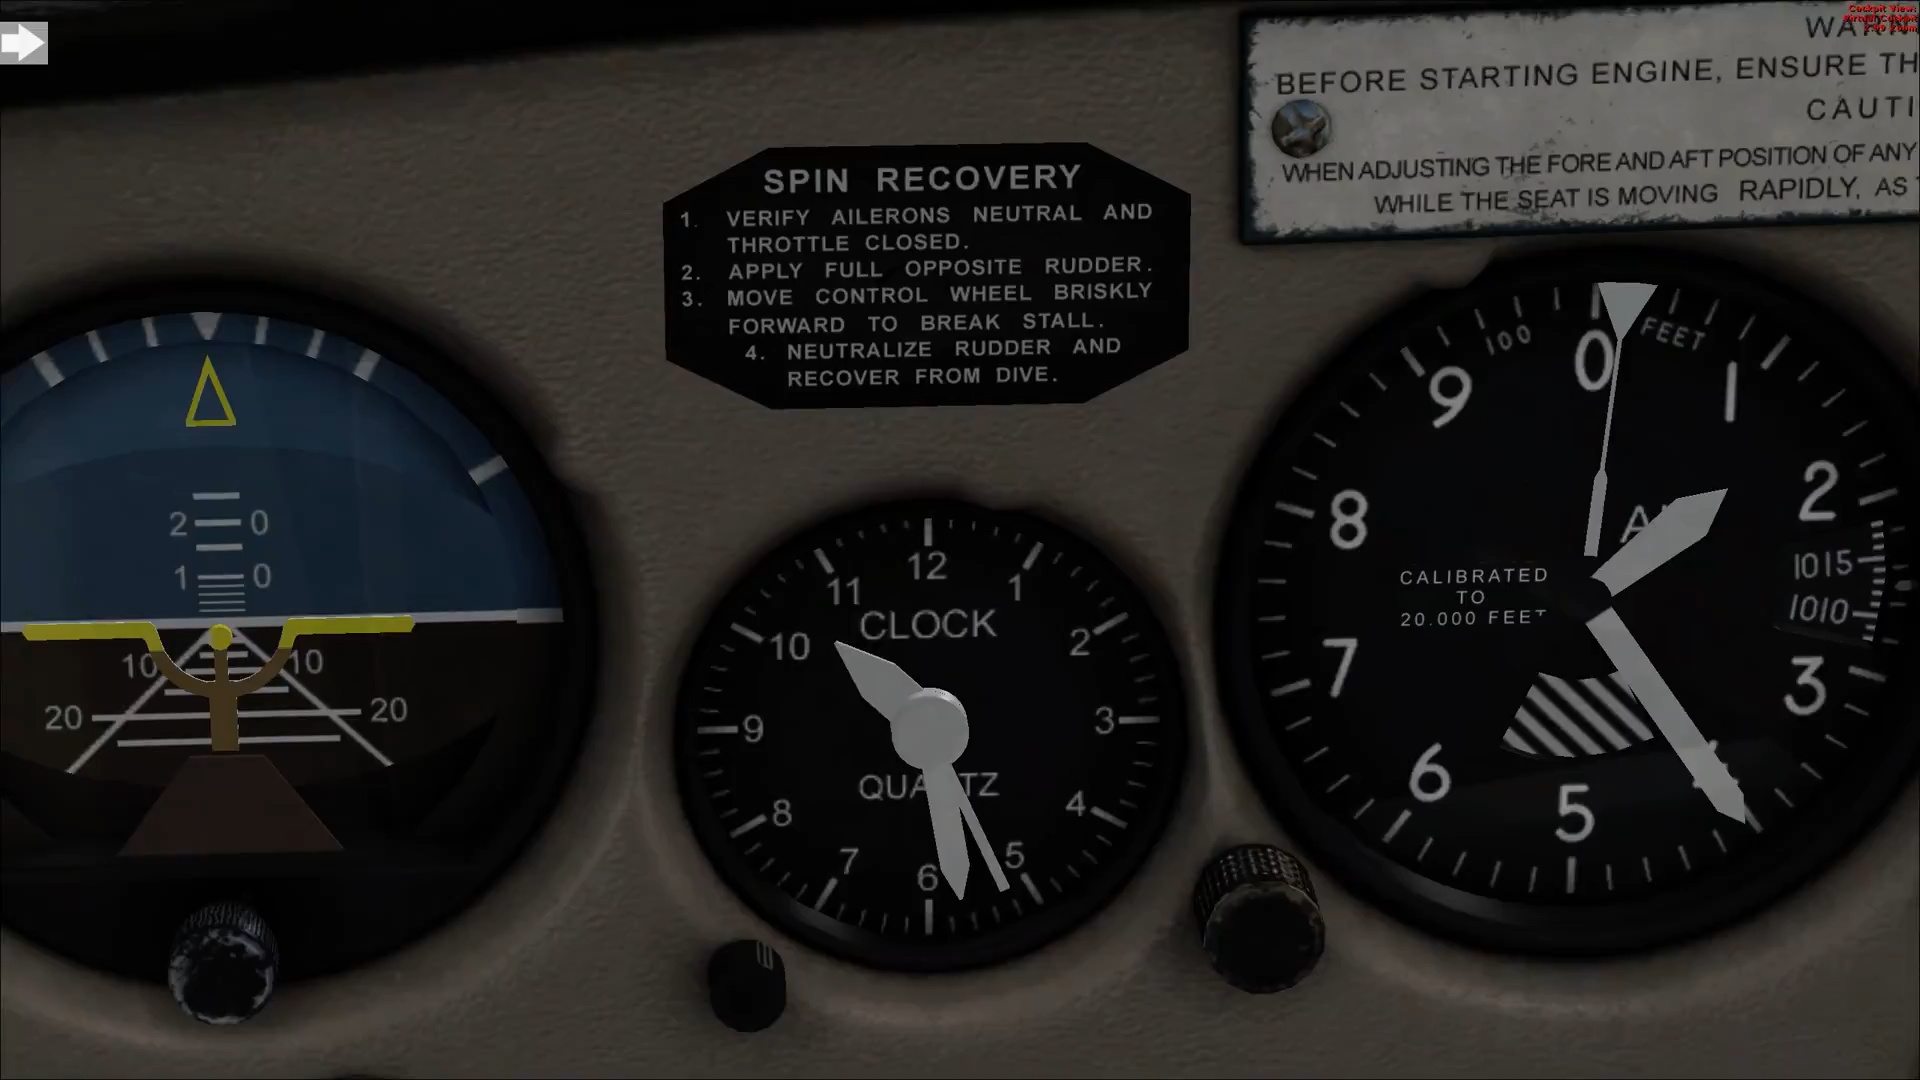 Cockpit View:
Virtual Cockpit
BEFORE STARTING ENGINE, ENSURE TH
CAUTI
WHEN ADJUSTING THE FORE AND AFT POSITION OF ANY
WHILE THE SEAT IS MOVING RAPIDLY, AS
SPIN RECOVERY
1. VERIFY AILERONS NEUTRAL AND
THROTTLE CLOSED.
2. APPLY FULL OPPOSITE RUDDER.
3. MOVE CONTROL WHEEL BRISKLY
FORWARD TO BREAK STALL.
4. NEUTRALIZE RUDDER AND
RECOVER FROM DIVE.
2 0
1 0
10 10
20 20
12
11 1
CLOCK
10 2
9 3
QUARTZ
8 4
7 5
6
100 FEET
0
9 1
8 2
CALIBRATED
TO
20.000 FEET
1015
1010
7 3
6
5